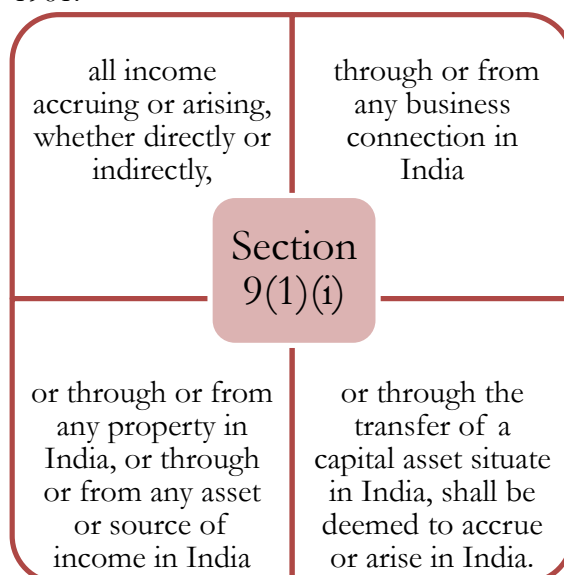 all income
accruing or arising,
whether directly or
indirectly,
through or from
any business
connection in
India
Section
9(1)(i)
or through or from
any property in
India, or through
or from any asset
or source of
income in India
or through the
transfer of a
capital asset situate
in India, shall be
deemed to accrue
or arise in India.